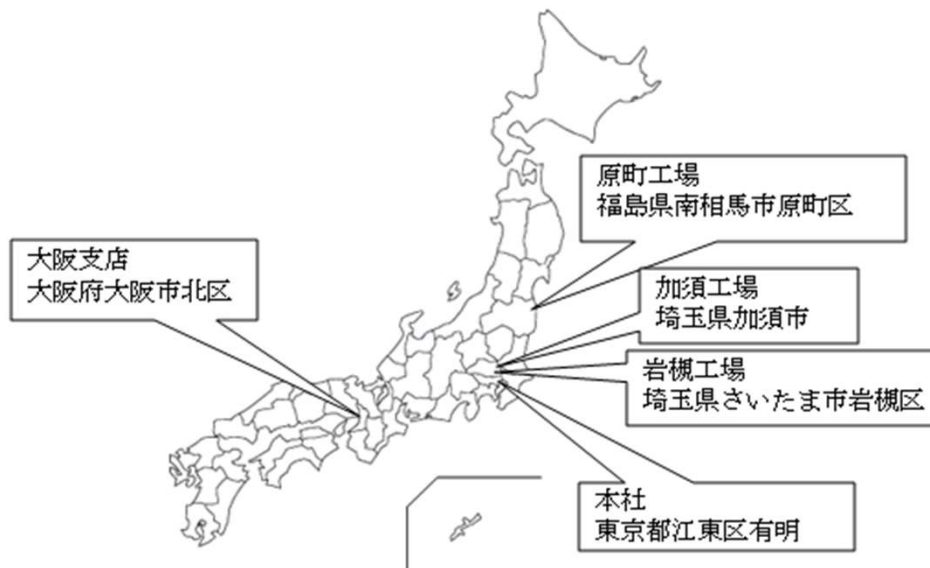 原町工場
福島県南相馬市原町区
大阪支店
大阪府大阪市北区
加須工場
埼玉県加須市
岩槻工場
埼玉県さいたま市岩槻区
本社
東京都江東区有明